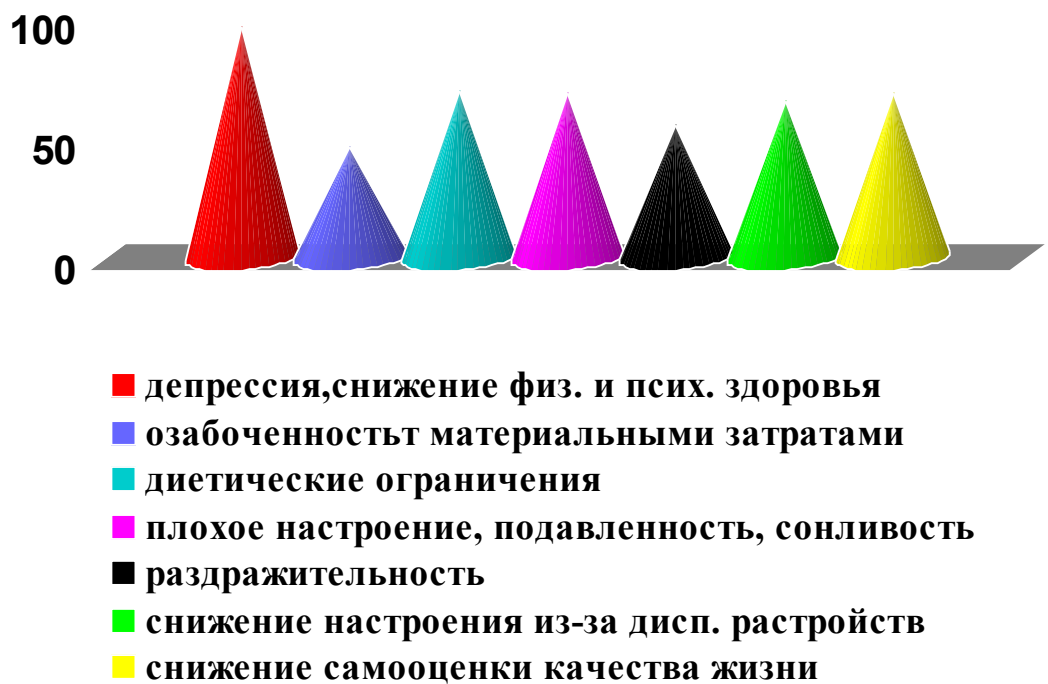 100
50
0
депрессия,снижение физ. и псих. здоровья
озабоченностьт материальными затратами
диетические ограничения
плохое настроение, подавленность, сонливость
раздражительность
снижение настроения из-за дисп. растройств
снижение самооценки качества жизни